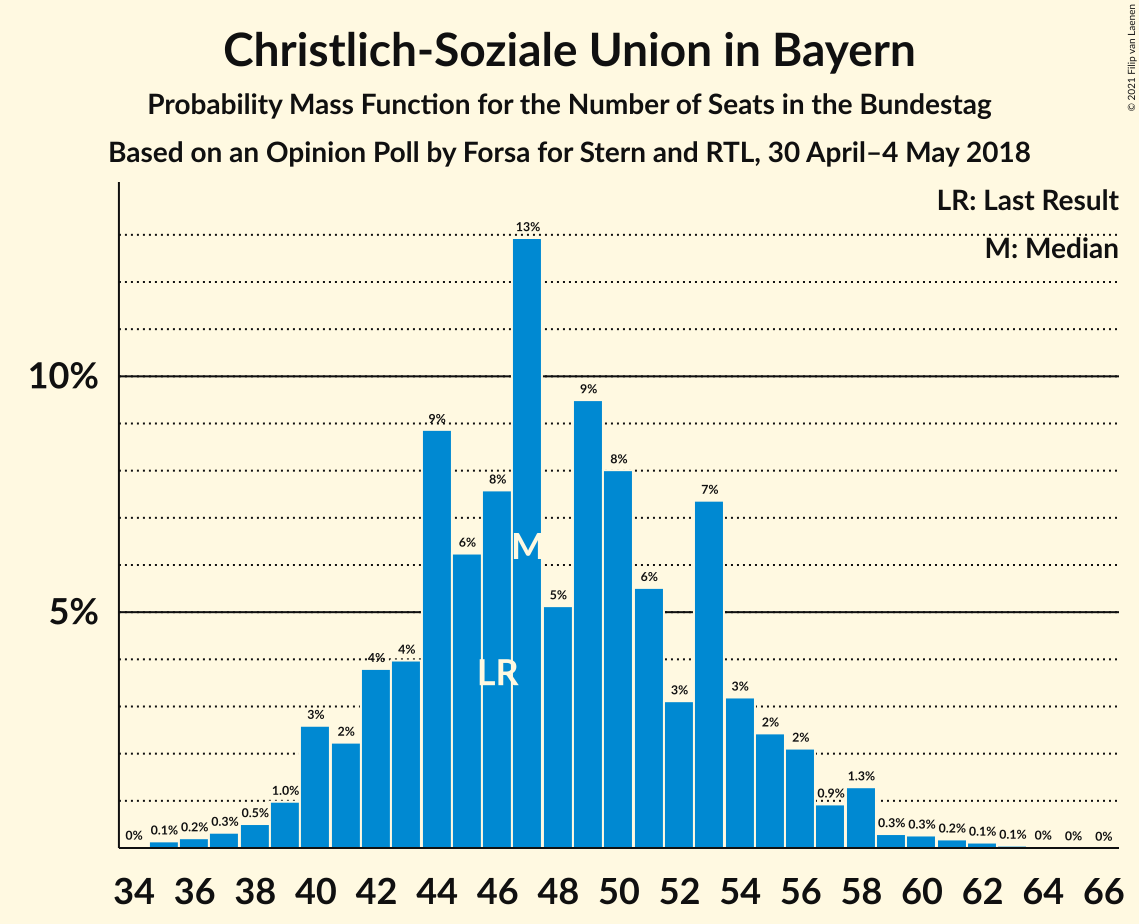 Christlich-Soziale Union in Bayern
Probability Mass Function for the Number of Seats in the Bundestag
Based on an Opinion Poll by Forsa for Stern and RTL, 30 April–4 May 2018
© 2021 Filip van Laenen
LR: Last Result
M: Median
10%
5%
0% 0.1% 0.2% 0.3% 0.5% 1.0% 3% 2% 4% 4% 9% 6% 8% 13% 5% 9% 8% 6% 3% 7% 3% 2% 2% 0.9% 1.3% 0.3% 0.3% 0.2% 0.1% 0.1% 0% 0% 0%
M
LR
34 36 38 40 42 44 46 48 50 52 54 56 58 60 62 64 66